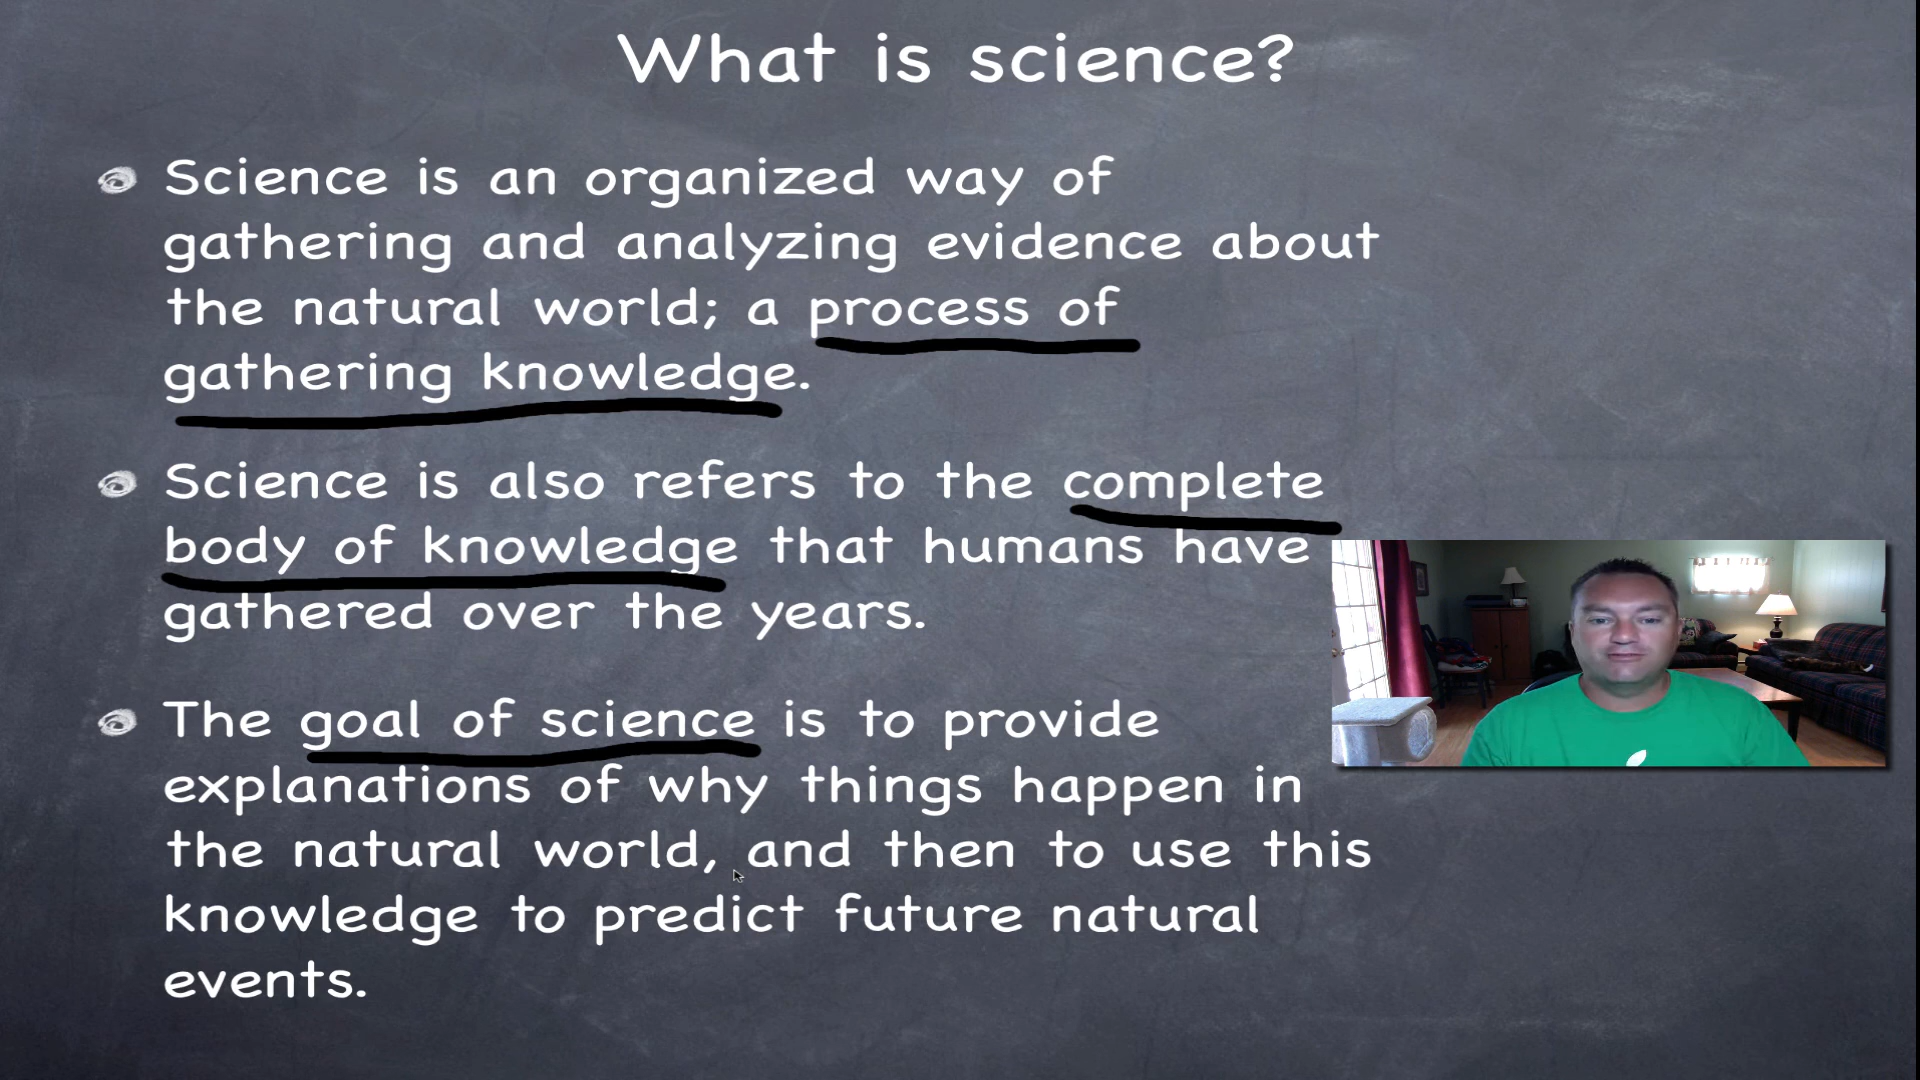 What is science?
Science is an organized way of
gathering and analyzing evidence about
the natural world; a process of
gathering knowledge.
Science is also refers to the complete
body of knowledge that humans have
gathered over the years.
The goal of science is to provide
explanations of why things happen in
the natural world, and then to use this
knowledge to predict future natural
events.